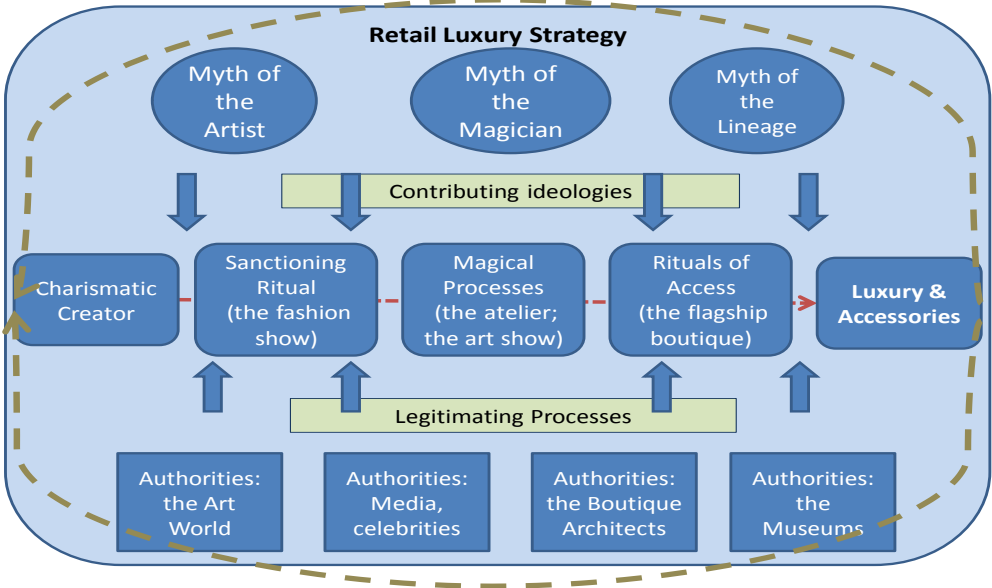 Retail Luxury Strategy
Myth of
the
Artist
Myth of
the
Magician
Myth of
the
Lineage
Contributing ideologies
Charismatic
Creator
Sanctioning
Ritual
(the fashion
show)
Magical
Processes
(the atelier;
the art show)
Rituals of
Access
(the flagship
boutique)
Luxury &
Accessories
Legitimating Processes
Authorities:
the Art
World
Authorities:
Media,
celebrities
Authorities:
the Boutique
Architects
Authorities:
the
Museums